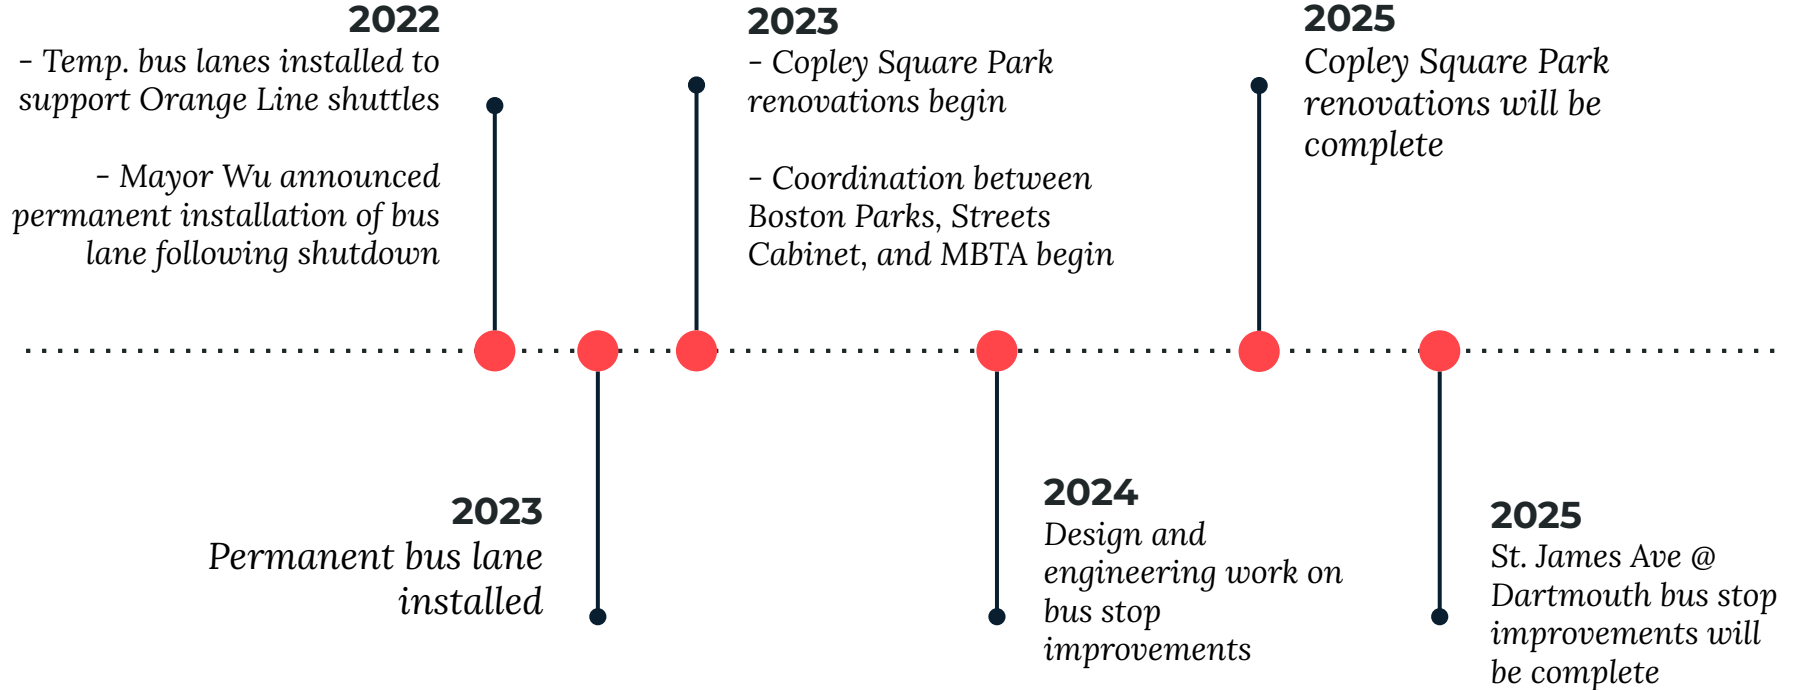 2022
- Temp. bus lanes installed to
support Orange Line shuttles
- Mayor Wu announced
permanent installation of bus
lane following shutdown
2023
Permanent bus lane
installed
2023
- Copley Square Park
renovations begin
- Coordination between
Boston Parks, Streets
Cabinet, and MBTA begin
2024
Design and
engineering work on
bus stop
improvements
2025
Copley Square Park
renovations will be
complete
2025
St. James Ave @
Dartmouth bus stop
improvements will
be complete